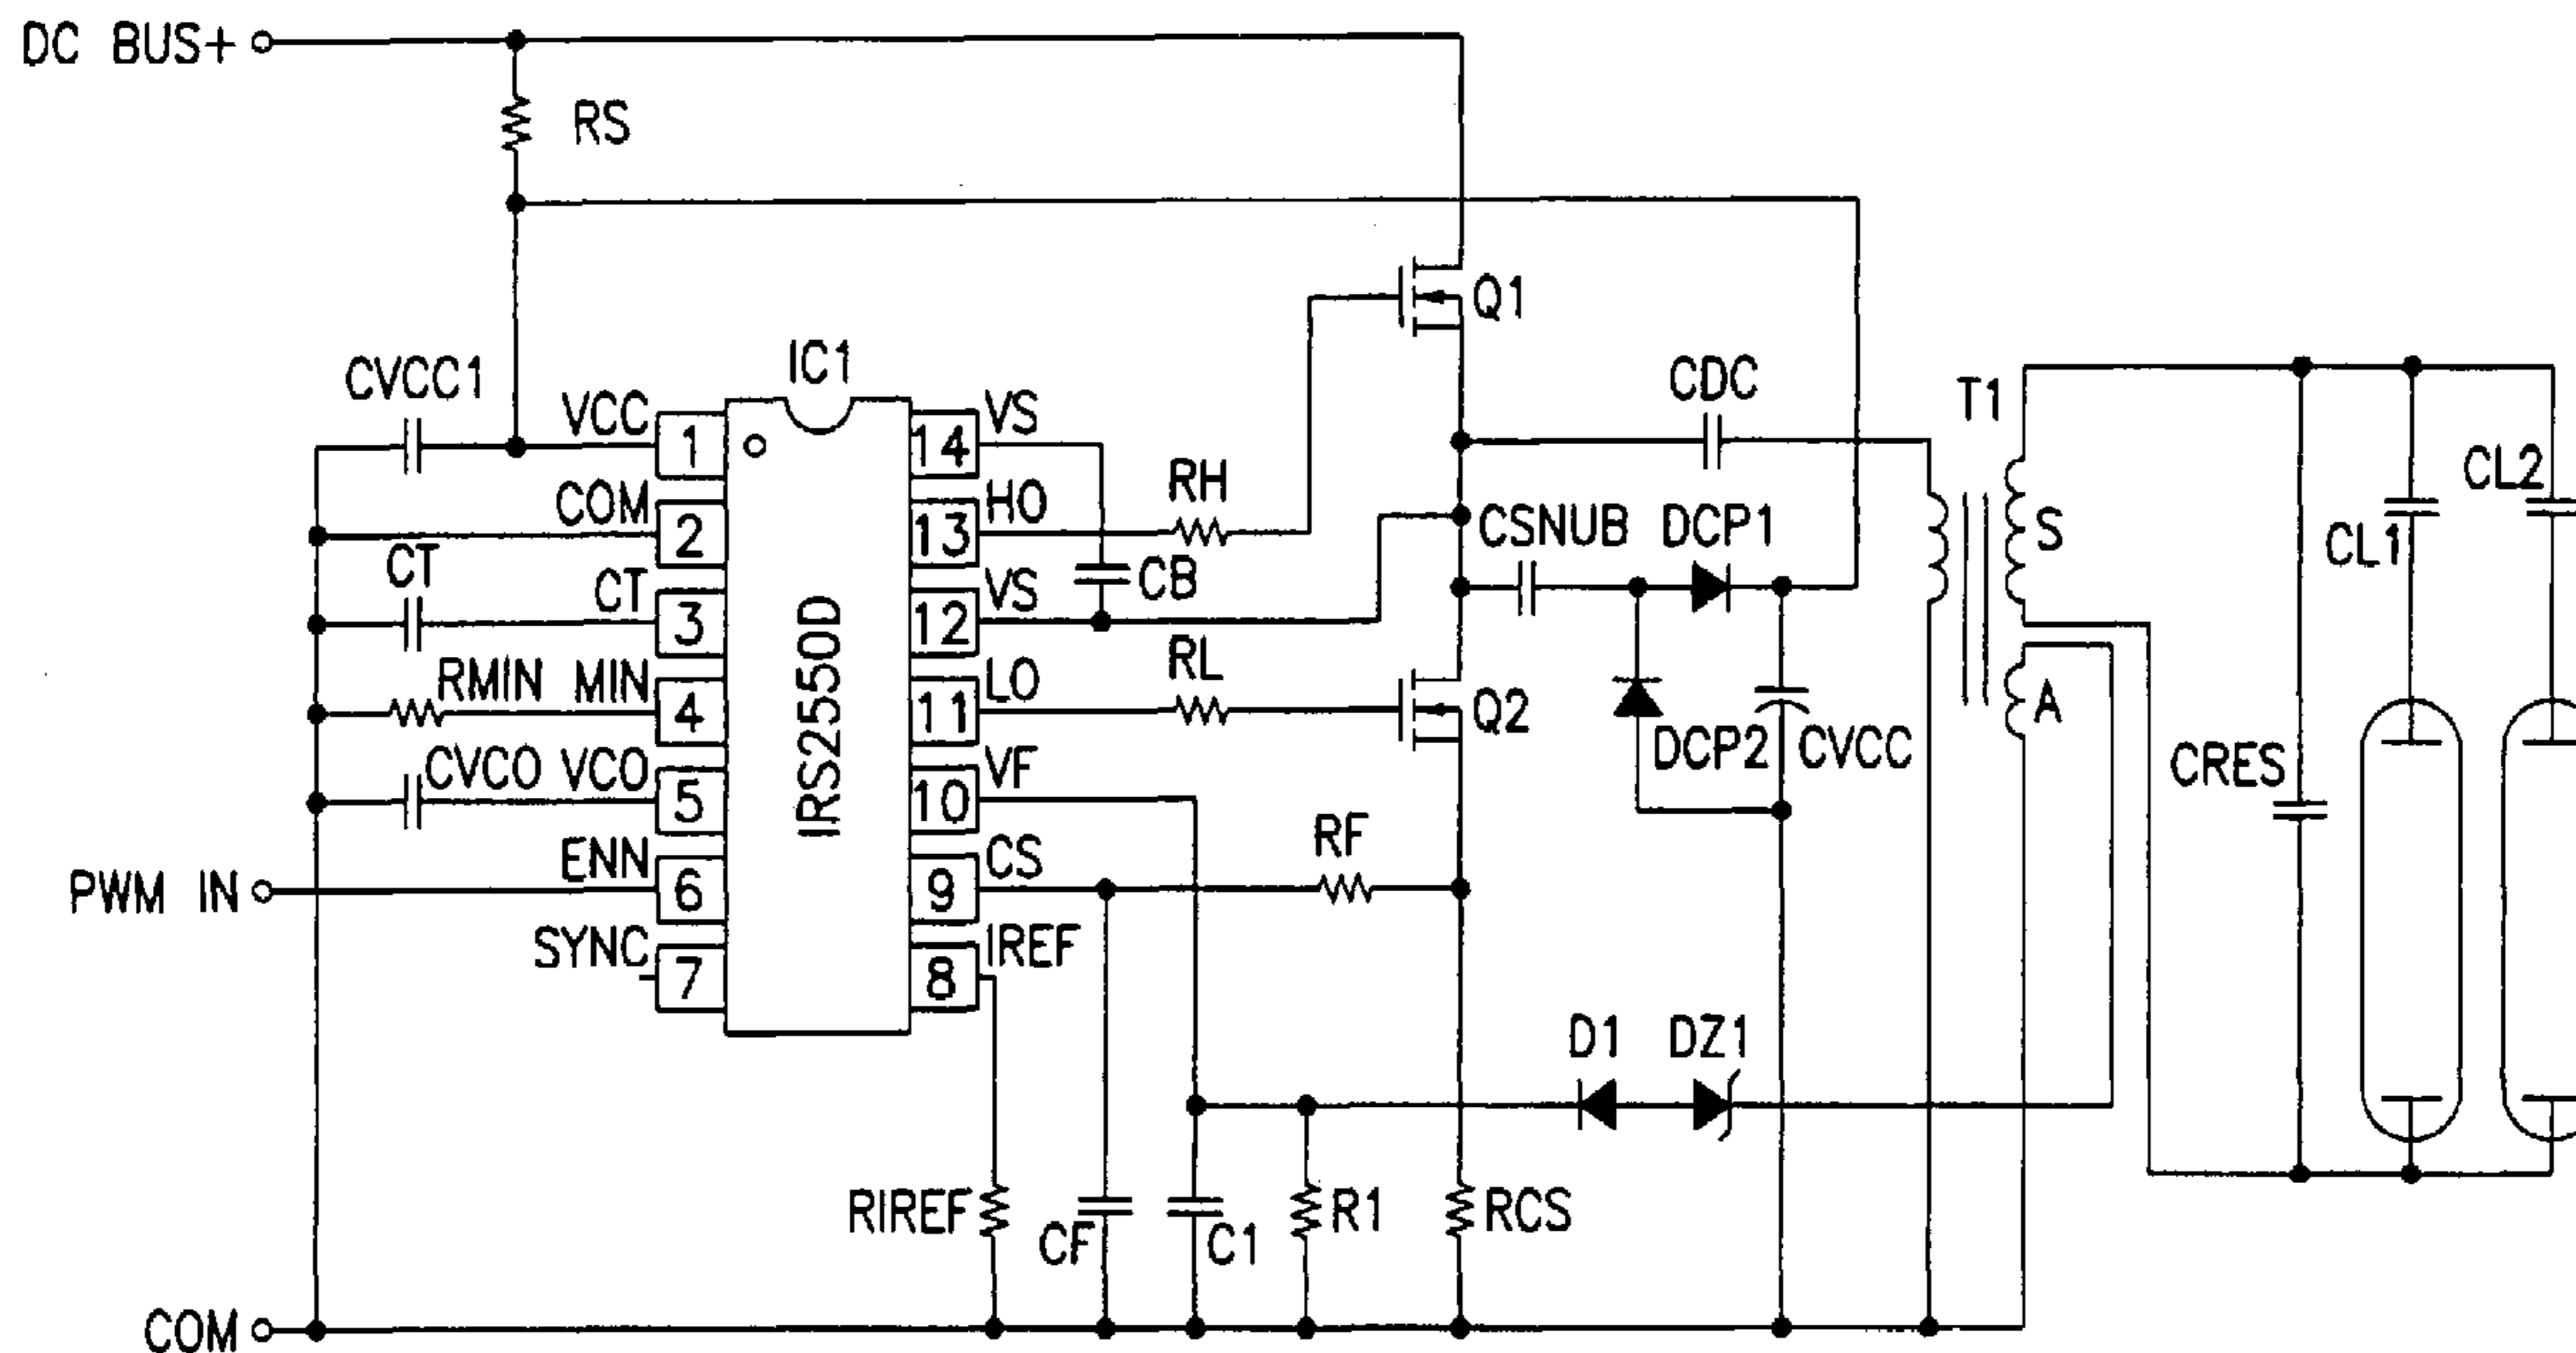 DC BUS+
RS
Q1
IC1
CVCC1
VCC
1
14
VS
CDC
T1
COM
2
13
HO
RH
CSNUB
DCP1
S
CL1
CL2
CT
CT
3
12
VS
CB
RMIN
MIN
4
11
LO
RL
Q2
DCP2
CVCC
A
CVCO
VCO
5
10
VF
CRES
IRS2550D
PWM IN
ENN
6
9
CS
RF
SYNC
7
8
IREF
D1
DZ1
RIREF
CF
C1
R1
RCS
COM